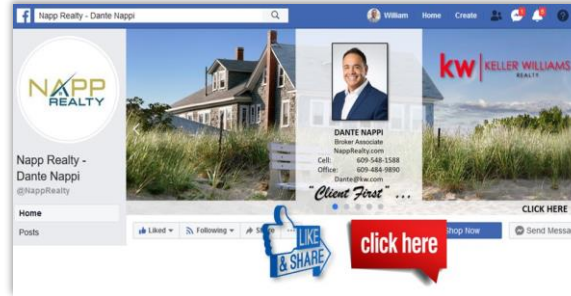 Napp Realty - Dante Nappi
William
Home
Create
NAPP
REALTY
kw KELLER WILLIAMS
REALTY
DANTE NAPPI
Broker Associate
NappRealty.com
Cell: 609-548-1588
Office: 609-484-9890
Dante@kw.com
"Client First" ...
Napp Realty -
Dante Nappi
@NappRealty
Home
Posts
CLICK HERE
Liked
Following
Share
Shop Now
Send Messa
LIKE
& SHARE
click here